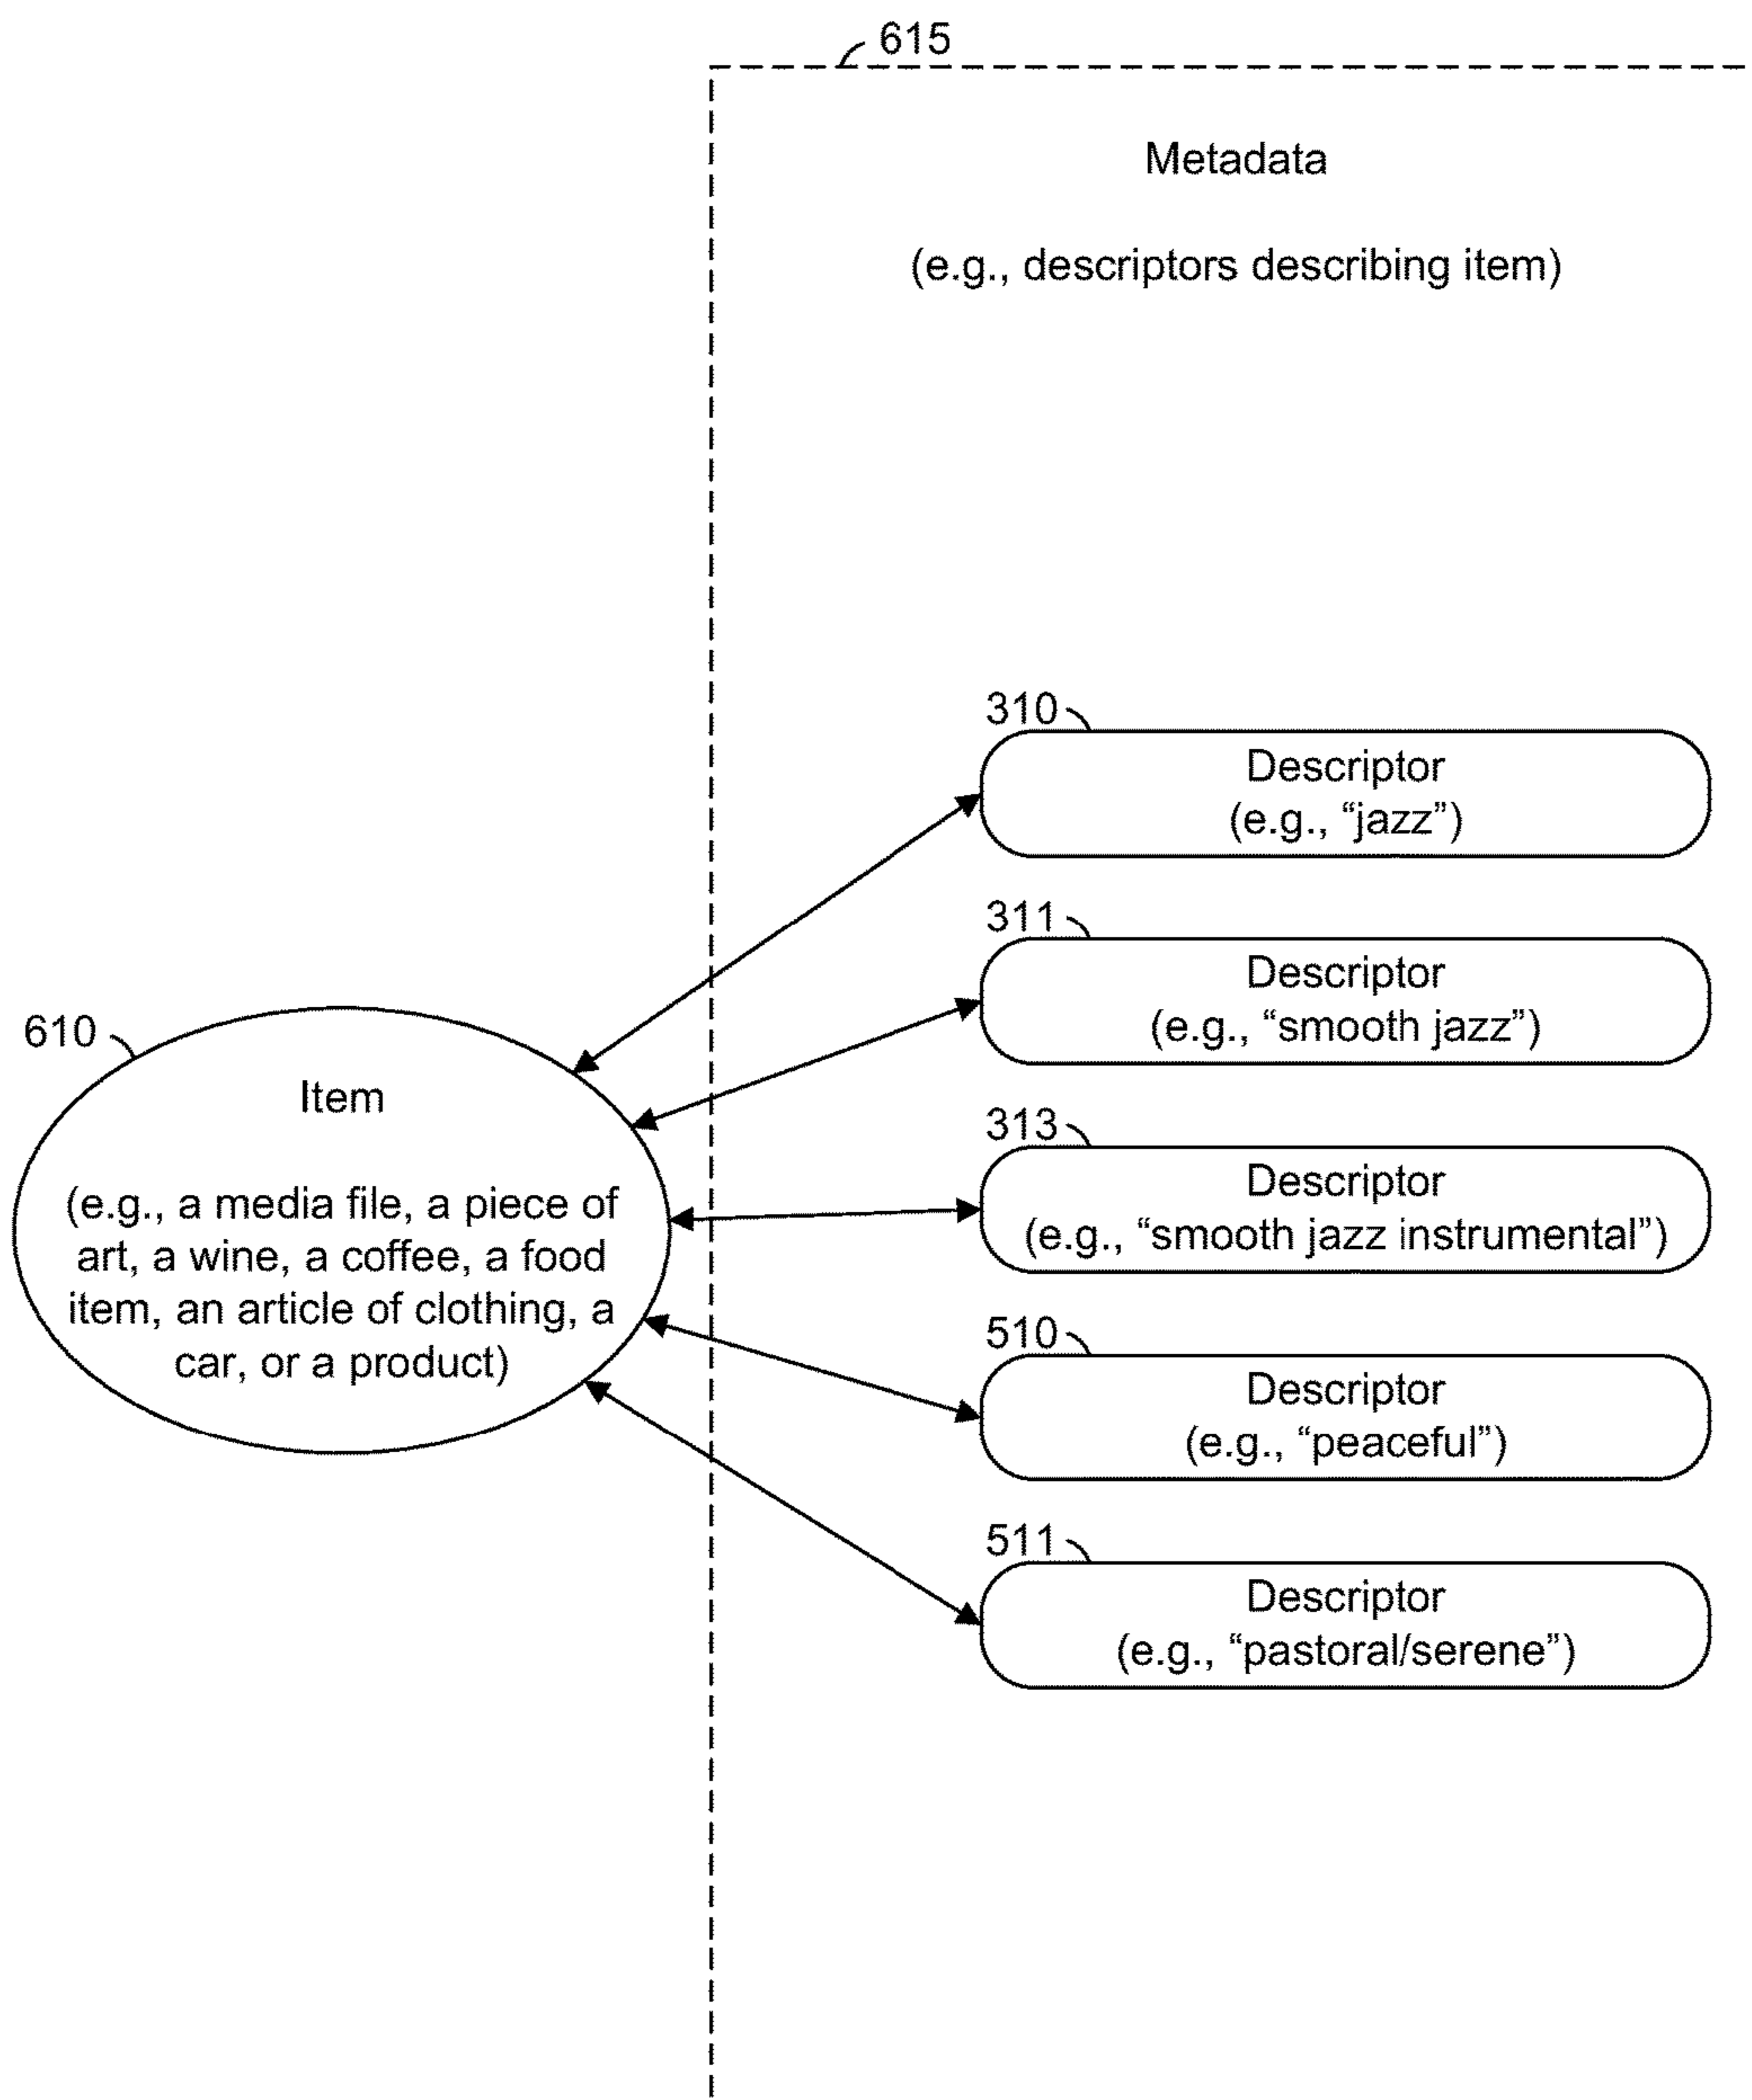 615
Metadata
(e.g., descriptors describing item)
310
Descriptor
(e.g., “jazz”)
311
Descriptor
(e.g., “smooth jazz”)
610
Item
(e.g., a media file, a piece of
art, a wine, a coffee, a food
item, an article of clothing, a
car, or a product)
313
Descriptor
(e.g., “smooth jazz instrumental”)
510
Descriptor
(e.g., “peaceful”)
511
Descriptor
(e.g., “pastoral/serene”)